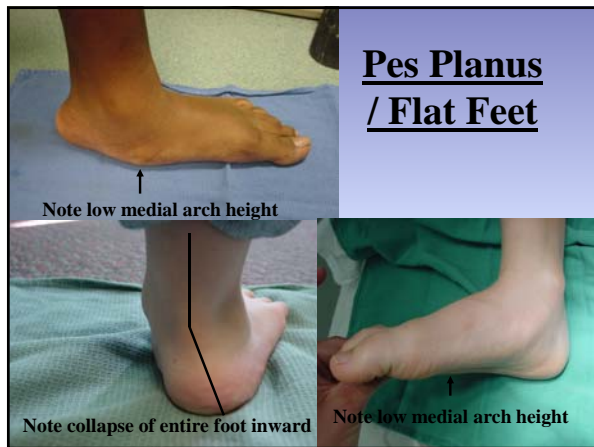 Pes Planus
/ Flat Feet
Note low medial arch height
Note collapse of entire foot inward
Note low medial arch height